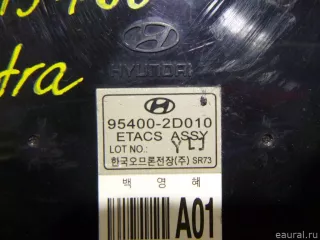 HYUNDAI
tra
95400-2D010
ETACS ASSY
LOT NO: YLJ
한국오므론전장(주) SR73
백 영 혜
A01
eaural.ru